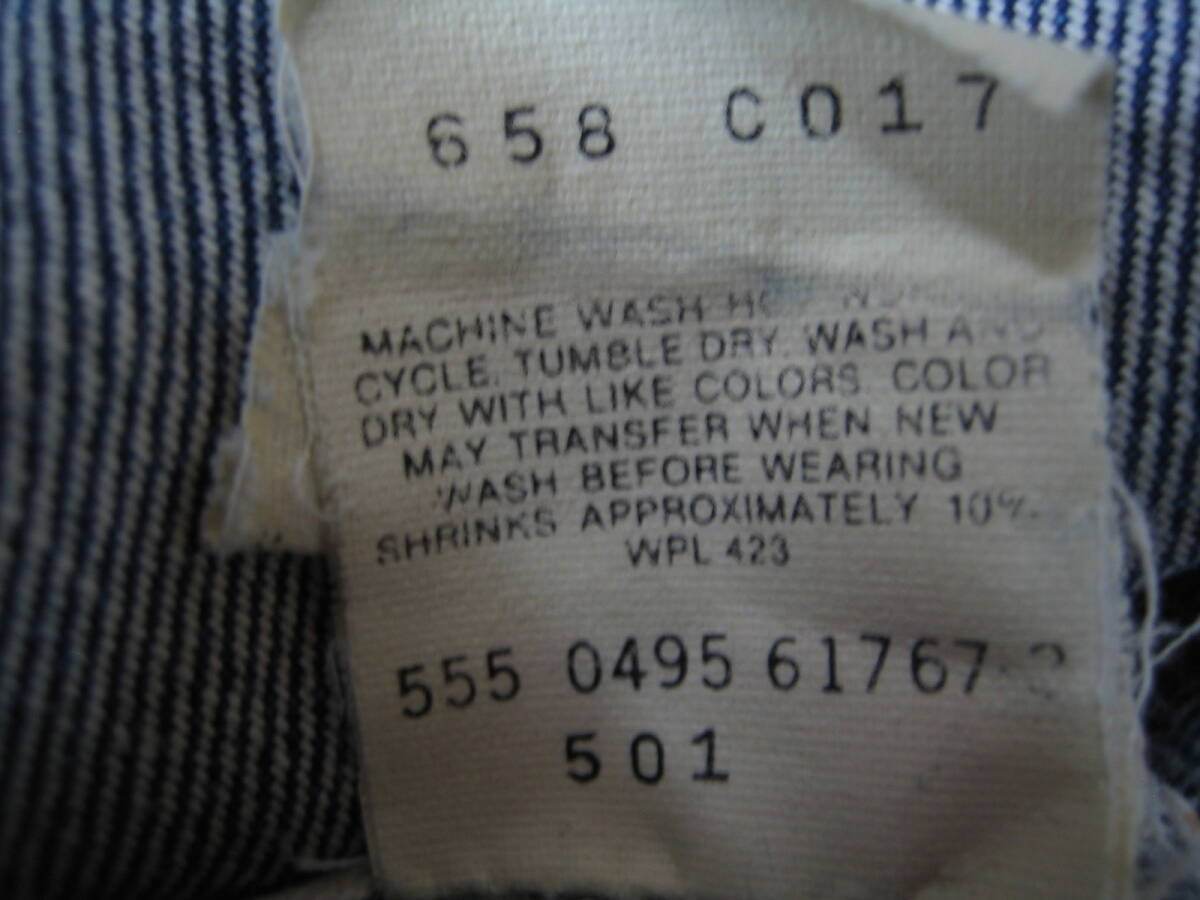 658 C017
MACHINE WASH
CYCLE. TUMBLE DRY. WASH
DRY WITH LIKE COLORS. COLOR
MAY TRANSFER WHEN NEW
WASH BEFORE WEARING
SHRINKS APPROXIMATELY 10%.
WPL 423
555 0495 61767
501